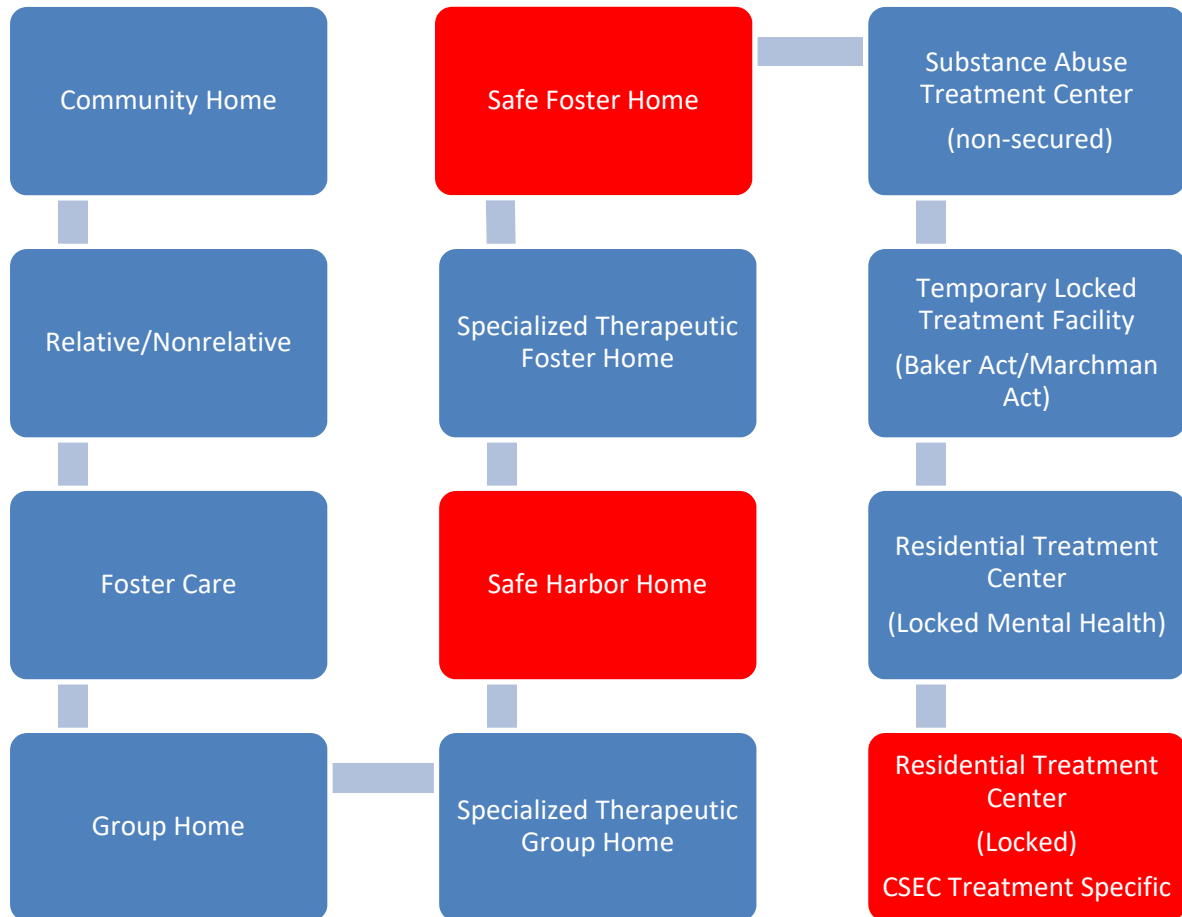 Community Home
Relative/Nonrelative
Foster Care
Group Home
Specialized Therapeutic
Group Home
Safe Harbor Home
Specialized Therapeutic
Foster Home
Safe Foster Home
Substance Abuse
Treatment Center
(non-secured)
Temporary Locked
Treatment Facility
(Baker Act/Marchman
Act)
Residential Treatment
Center
(Locked Mental Health)
Residential Treatment
Center
(Locked)
CSEC Treatment Specific